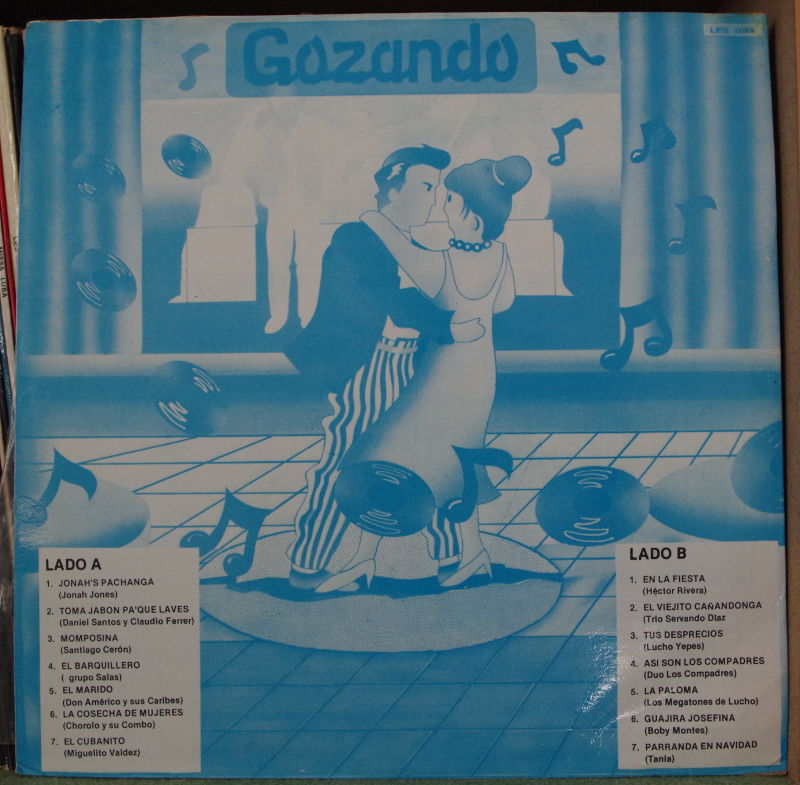 Gozando
LPH 1088
LADO A
1. JONAH'S PACHANGA
(Jonah Jones)
2. TOMA JABON PA'QUE LAVES
(Daniel Santos y Claudio Ferrer)
3. MOMPOSINA
(Santiago Cerón)
4. EL BARQUILLERO
( grupo Salas)
5. EL MARIDO
(Don Américo y sus Caribes)
6. LA COSECHA DE MUJERES
(Chorolo y su Combo)
7. EL CUBANITO
(Miguelito Valdez)
LADO B
1. EN LA FIESTA
(Héctor Rivera)
2. EL VIEJITO CAñANDONGA
(Trio Servando Diaz
3. TUS DESPRECIOS
(Lucho Yepes)
4. ASI SON LOS COMPADRES
(Duo Los Compadres)
5. LA PALOMA
(Los Megatones de Lucho)
6. GUAJIRA JOSEFINA
(Boby Montes)
7. PARRANDA EN NAVIDAD
(Tania)